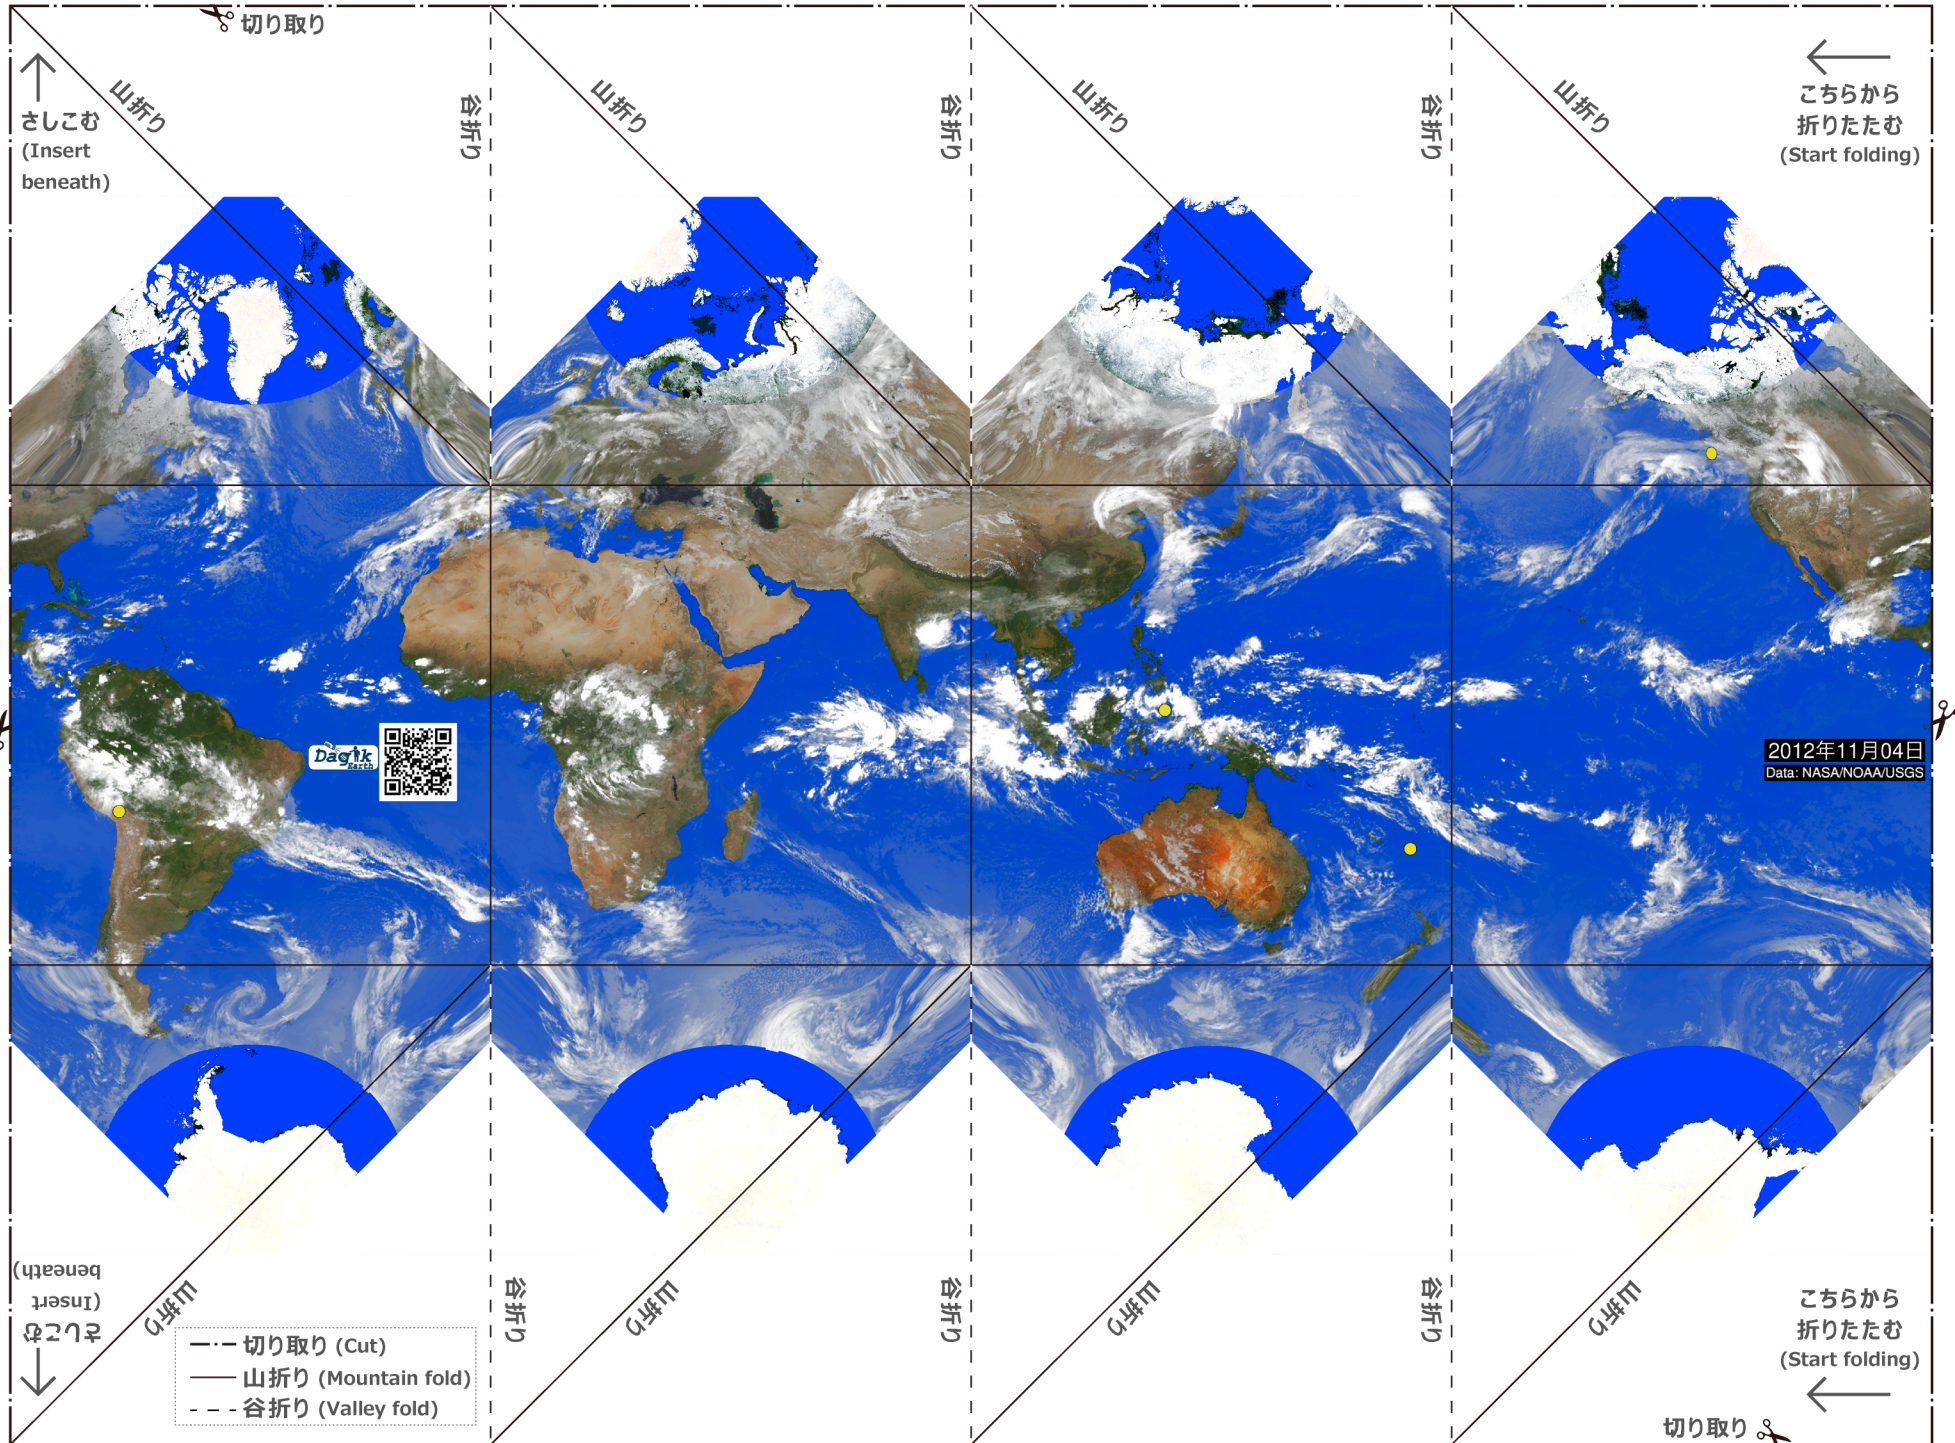 切り取り
さしこむ
(Insert
beneath)
山折り
谷折り
山折り
谷折り
山折り
谷折り
山折り
こちらから
折りたたむ
(Start folding)
Dagik
Earth
2012年11月04日
Data: NASA/NOAA/USGS
さしこむ
(Insert
beneath)
山折り
谷折り
山折り
谷折り
山折り
谷折り
山折り
こちらから
折りたたむ
(Start folding)
切り取り (Cut)
山折り (Mountain fold)
谷折り (Valley fold)
切り取り